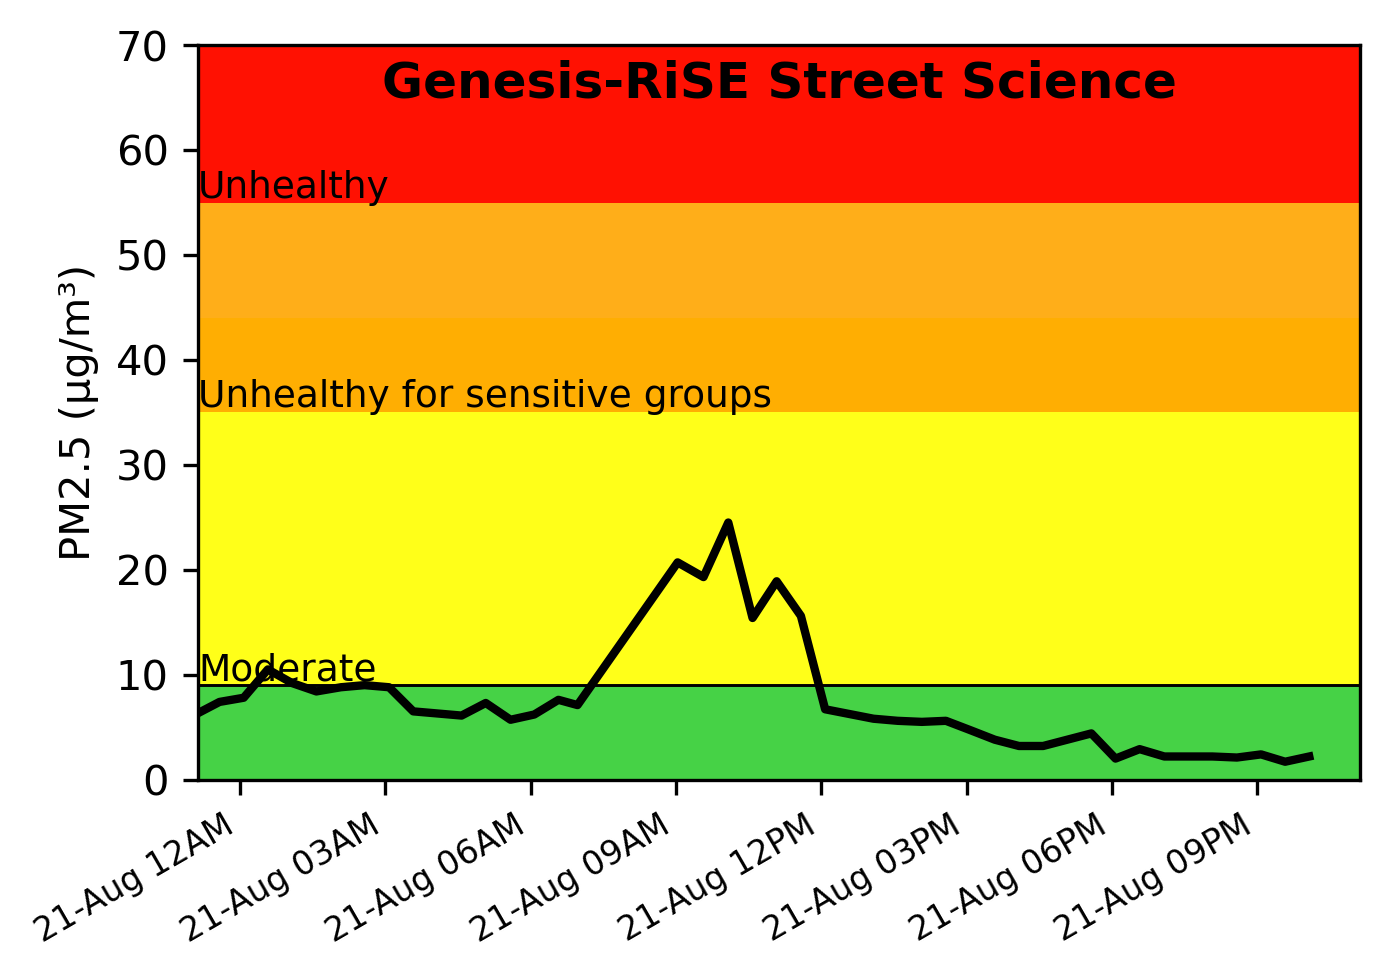 Genesis-RiSE Street Science
70
60
50
40
30
20
10
0
PM2.5 (µg/m³)
Unhealthy
Unhealthy for sensitive groups
Moderate
21-Aug 12AM
21-Aug 03AM
21-Aug 06AM
21-Aug 09AM
21-Aug 12PM
21-Aug 03PM
21-Aug 06PM
21-Aug 09PM